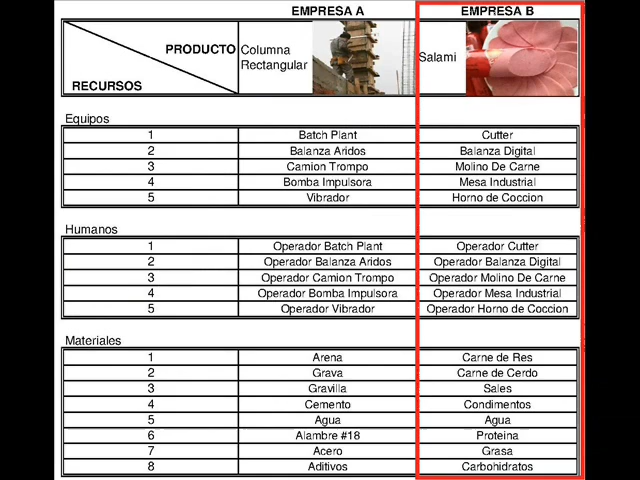 EMPRESA A EMPRESA B
PRODUCTO Columna Rectangular Salami
RECURSOS
Equipos
1 Batch Plant Cutter
2 Balanza Aridos Balanza Digital
3 Camion Trompo Molino De Carne
4 Bomba Impulsora Mesa Industrial
5 Vibrador Horno de Coccion
Humanos
1 Operador Batch Plant Operador Cutter
2 Operador Balanza Aridos Operador Balanza Digital
3 Operador Camion Trompo Operador Molino De Carne
4 Operador Bomba Impulsora Operador Mesa Industrial
5 Operador Vibrador Operador Horno de Coccion
Materiales
1 Arena Carne de Res
2 Grava Carne de Cerdo
3 Gravilla Sales
4 Cemento Condimentos
5 Agua Agua
6 Alambre #18 Proteina
7 Acero Grasa
8 Aditivos Carbohidratos